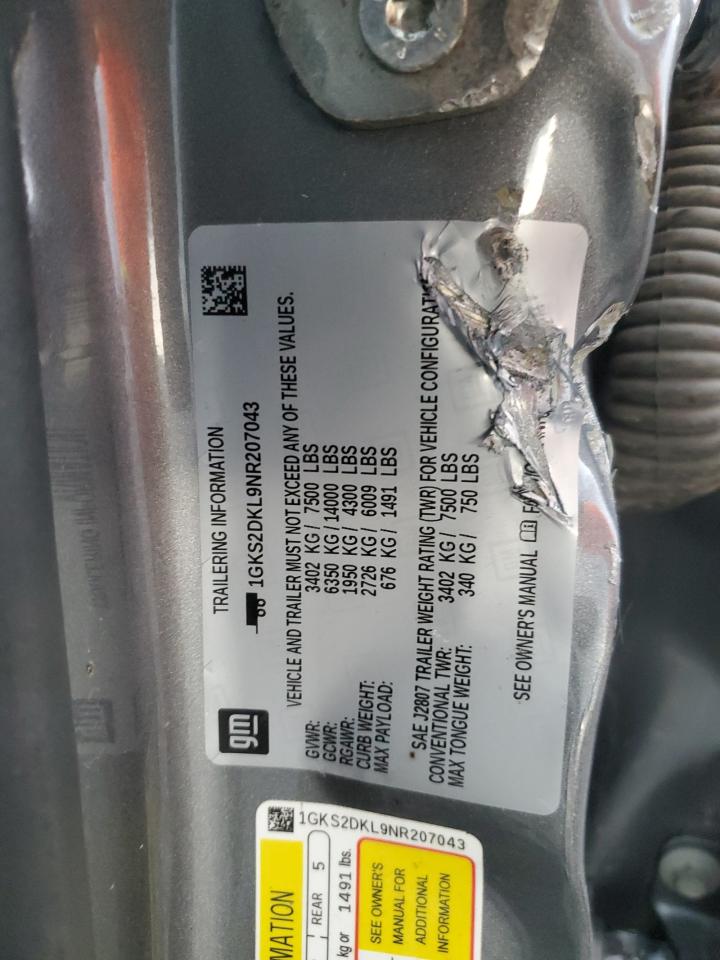 gm
TRAILERING INFORMATION
1GKS2DKL9NR207043
VEHICLE AND TRAILER MUST NOT EXCEED ANY OF THESE VALUES.
GVWR: 3402 KG / 7500 LBS
GCWR: 6350 KG / 14000 LBS
RGAWR: 1950 KG / 4300 LBS
CURB WEIGHT: 2726 KG / 6009 LBS
MAX PAYLOAD: 676 KG / 1491 LBS
SAE J2807 TRAILER WEIGHT RATING (TWR) FOR VEHICLE
CONVENTIONAL TWR: 3402 KG / 7500 LBS
MAX TONGUE WEIGHT: 340 KG / 750 LBS
SEE OWNER'S MANUAL
1GKS2DKL9NR207043
REAR 5
kg or 1491 lbs.
SEE OWNER'S
MANUAL FOR
ADDITIONAL
INFORMATION